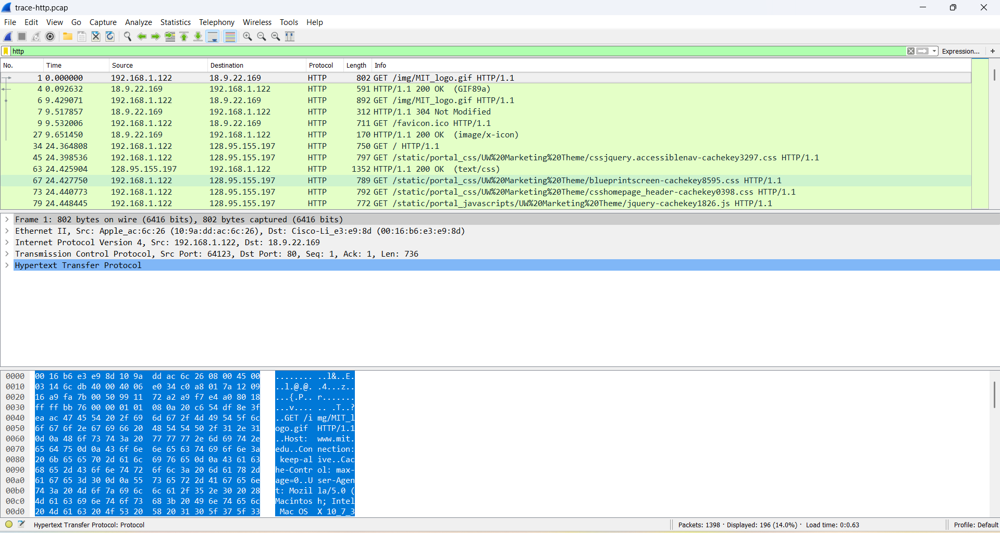 trace-http.pcap
File Edit View Go Capture Analyze Statistics Telephony Wireless Tools Help
http Expression... +
No. Time Source Destination Protocol Length Info
1 0.000000 192.168.1.122 18.9.22.169 HTTP 802 GET /img/MIT_logo.gif HTTP/1.1
4 0.092632 18.9.22.169 192.168.1.122 HTTP 591 HTTP/1.1 200 OK (GIF89a)
6 9.429071 192.168.1.122 18.9.22.169 HTTP 892 GET /img/MIT_logo.gif HTTP/1.1
7 9.517857 18.9.22.169 192.168.1.122 HTTP 312 HTTP/1.1 304 Not Modified
9 9.532006 192.168.1.122 18.9.22.169 HTTP 711 GET /favicon.ico HTTP/1.1
27 9.651450 18.9.22.169 192.168.1.122 HTTP 170 HTTP/1.1 200 OK (image/x-icon)
34 24.364808 192.168.1.122 128.95.155.197 HTTP 750 GET / HTTP/1.1
45 24.398536 192.168.1.122 128.95.155.197 HTTP 797 GET /static/portal_css/UW%20Marketing%20Theme/cssjquery.accessiblenav-cachekey3297.css HTTP/1.1
63 24.425904 128.95.155.197 192.168.1.122 HTTP 1352 HTTP/1.1 200 OK (text/css)
67 24.427750 192.168.1.122 128.95.155.197 HTTP 789 GET /static/portal_css/UW%20Marketing%20Theme/blueprintscreen-cachekey8595.css HTTP/1.1
73 24.440773 192.168.1.122 128.95.155.197 HTTP 792 GET /static/portal_css/UW%20Marketing%20Theme/csshomepage_header-cachekey0398.css HTTP/1.1
79 24.448445 192.168.1.122 128.95.155.197 HTTP 772 GET /static/portal_javascripts/UW%20Marketing%20Theme/jquery-cachekey1826.js HTTP/1.1
Frame 1: 802 bytes on wire (6416 bits), 802 bytes captured (6416 bits)
Ethernet II, Src: Apple_ac:6c:26 (10:9a:dd:ac:6c:26), Dst: Cisco-Li_e3:e9:8d (00:16:b6:e3:e9:8d)
Internet Protocol Version 4, Src: 192.168.1.122, Dst: 18.9.22.169
Transmission Control Protocol, Src Port: 64123, Dst Port: 80, Seq: 1, Ack: 1, Len: 736
Hypertext Transfer Protocol
0000 00 16 b6 e3 e9 8d 10 9a dd ac 6c 26 08 00 45 00 ........ ..l&..E.
0010 03 14 6c db 40 00 40 06 e0 34 c0 a8 01 7a 12 09 ..l.@.@. .4...z..
0020 16 a9 fa 7b 00 50 99 11 72 a2 a9 f7 e4 a0 80 18 ...{.P.. r.......
0030 ff ff bb 76 00 00 01 01 08 0a 20 c6 54 df 8e 3f ...v.... .. .T..?
0040 ea ac 47 45 54 20 2f 69 6d 67 2f 4d 49 54 5f 6c ..GET /i mg/MIT_l
0050 6f 67 6f 2e 67 69 66 20 48 54 54 50 2f 31 2e 31 ogo.gif HTTP/1.1
0060 0d 0a 48 6f 73 74 3a 20 77 77 77 2e 6d 69 74 2e ..Host: www.mit.
0070 65 64 75 0d 0a 43 6f 6e 6e 65 63 74 69 6f 6e 3a edu..Con nection:
0080 20 6b 65 65 70 2d 61 6c 69 76 65 0d 0a 43 61 63 keep-al ive..Cac
0090 68 65 2d 43 6f 6e 74 72 6f 6c 3a 20 6d 61 78 2d he-Contr ol: max-
00a0 61 67 65 3d 30 0d 0a 55 73 65 72 2d 41 67 65 6e age=0..U ser-Agen
00b0 74 3a 20 4d 6f 7a 69 6c 6c 61 2f 35 2e 30 20 28 t: Mozil la/5.0 (
00c0 4d 61 63 69 6e 74 6f 73 68 3b 20 49 6e 74 65 6c Macintos h; Intel
00d0 20 4d 61 63 20 4f 53 20 58 20 31 30 5f 37 5f 33 Mac OS X 10_7_3
Hypertext Transfer Protocol: Protocol Packets: 1398 · Displayed: 196 (14.0%) · Load time: 0:0.63 Profile: Default